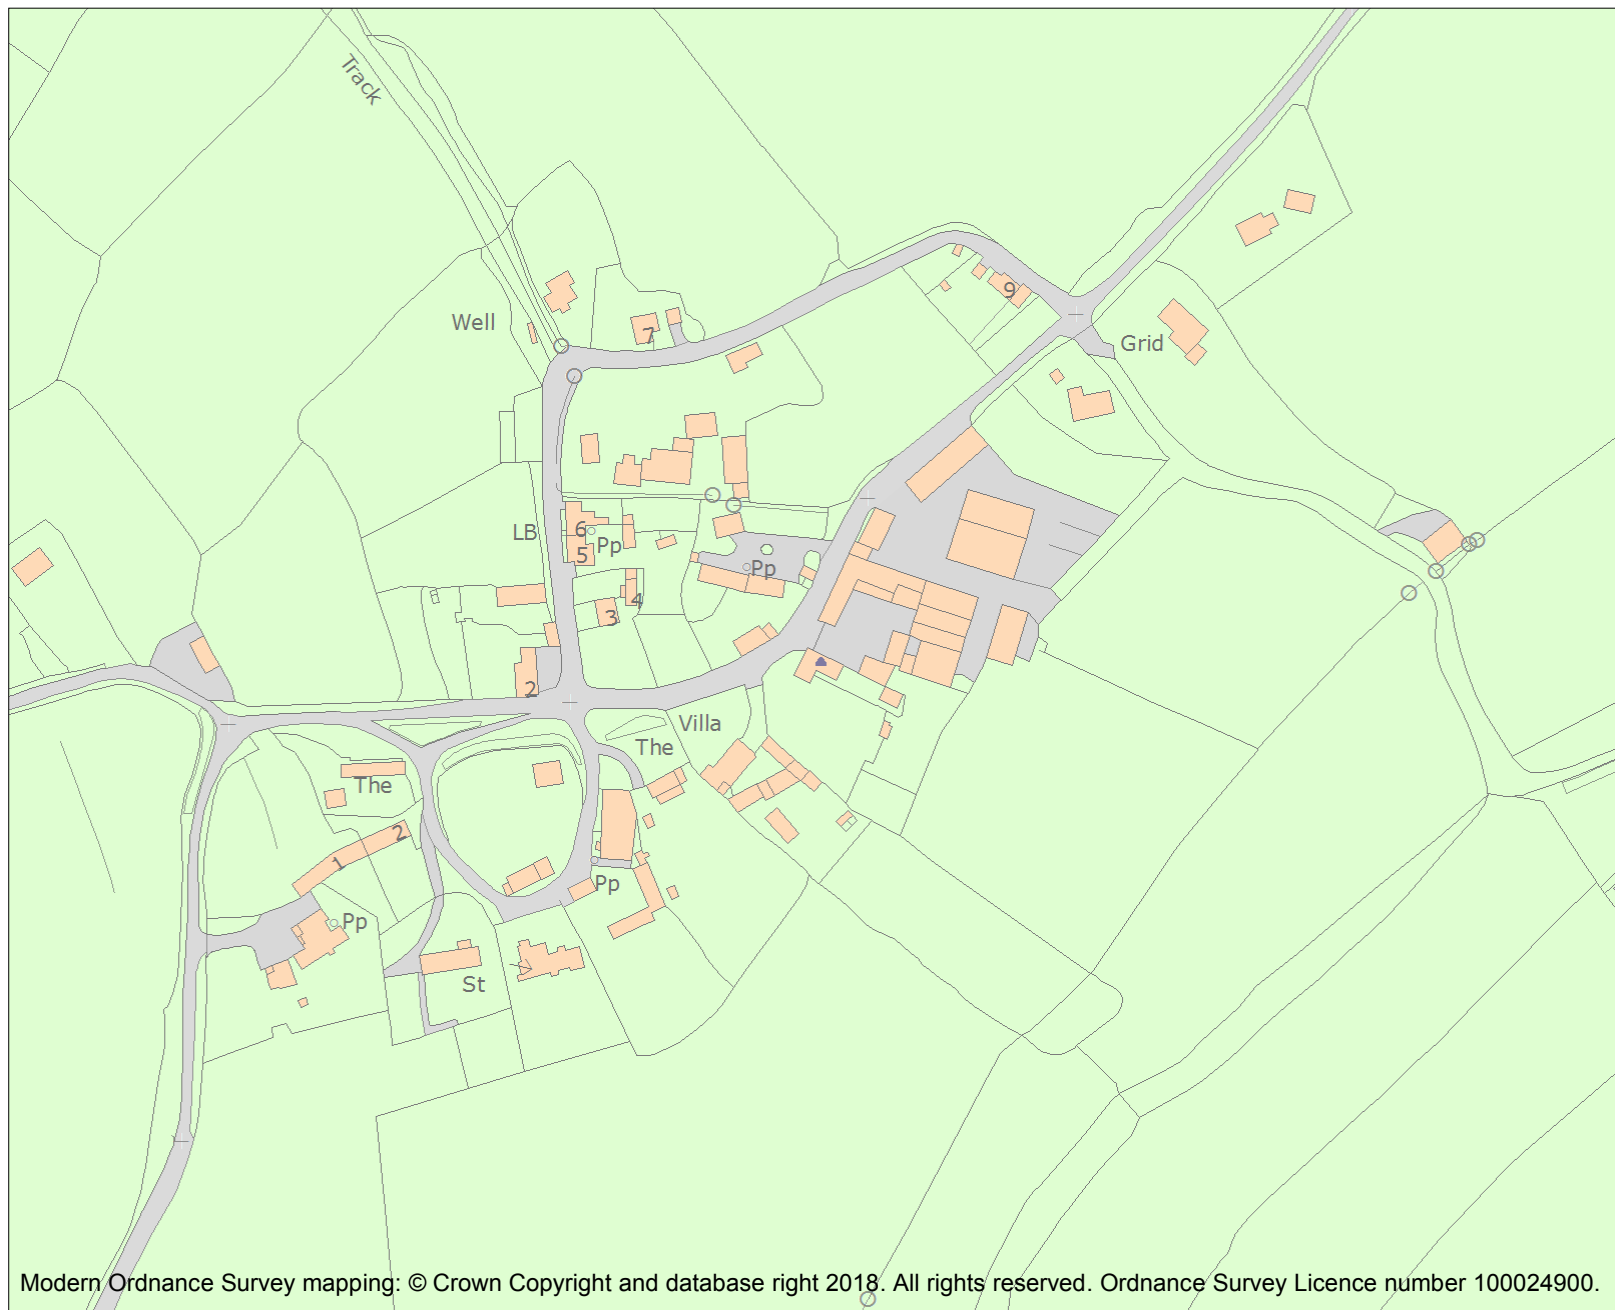 Track
9
Well
7
Grid
LB
6
Pp
5
Pp
4
3
2
Villa
The
The
2
1
Pp
Pp
St
Modern Ordnance Survey mapping: © Crown Copyright and database right 2018. All rights reserved. Ordnance Survey Licence number 100024900.